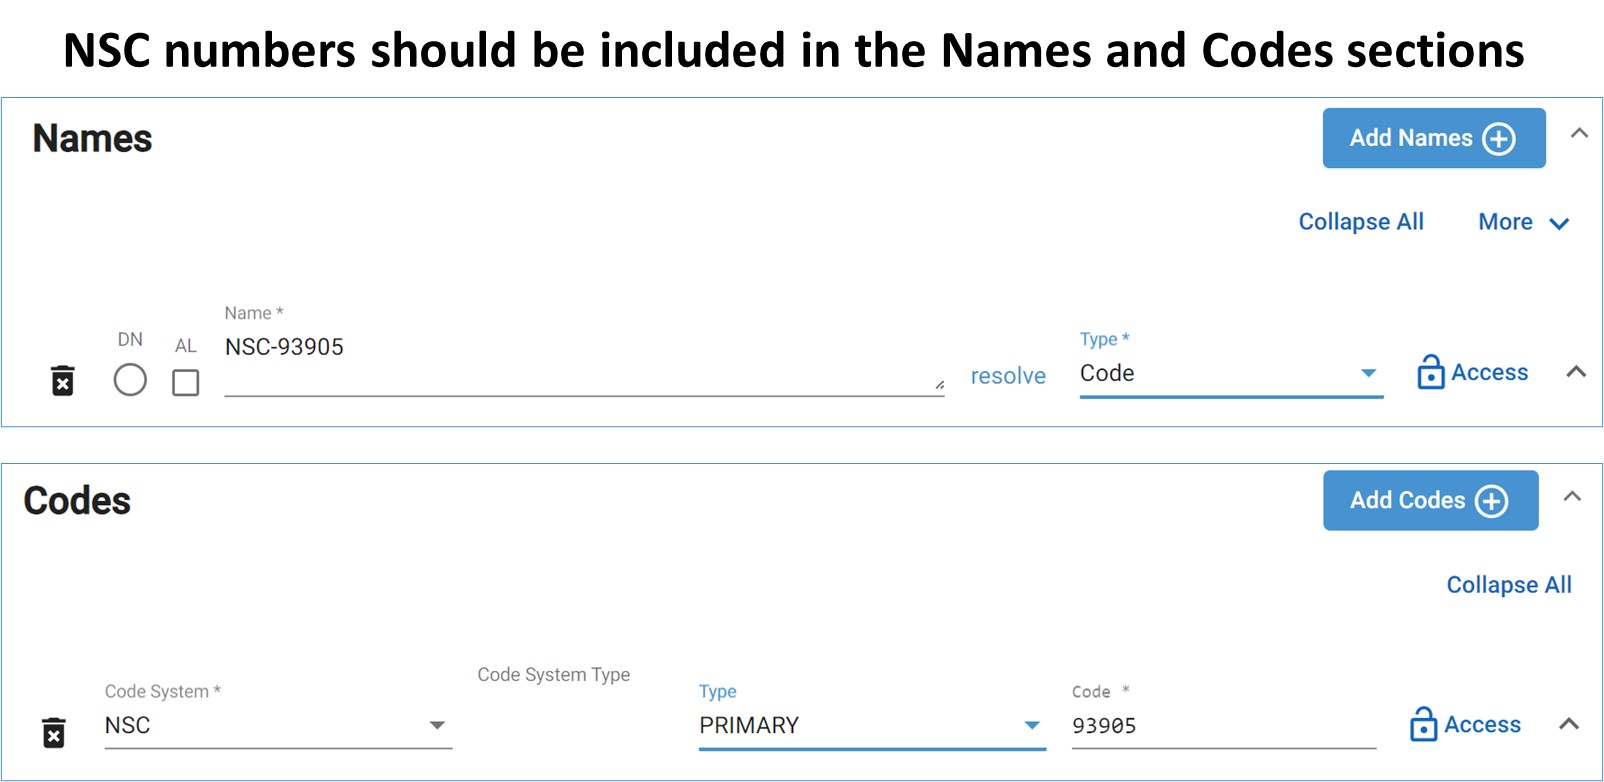 NSC numbers should be included in the Names and Codes sections
Names
Add Names
Collapse All More
Name *
DN AL NSC-93905 resolve Type * Code Access
Codes
Add Codes
Collapse All
Code System * Code System Type Type Code *
NSC PRIMARY 93905 Access